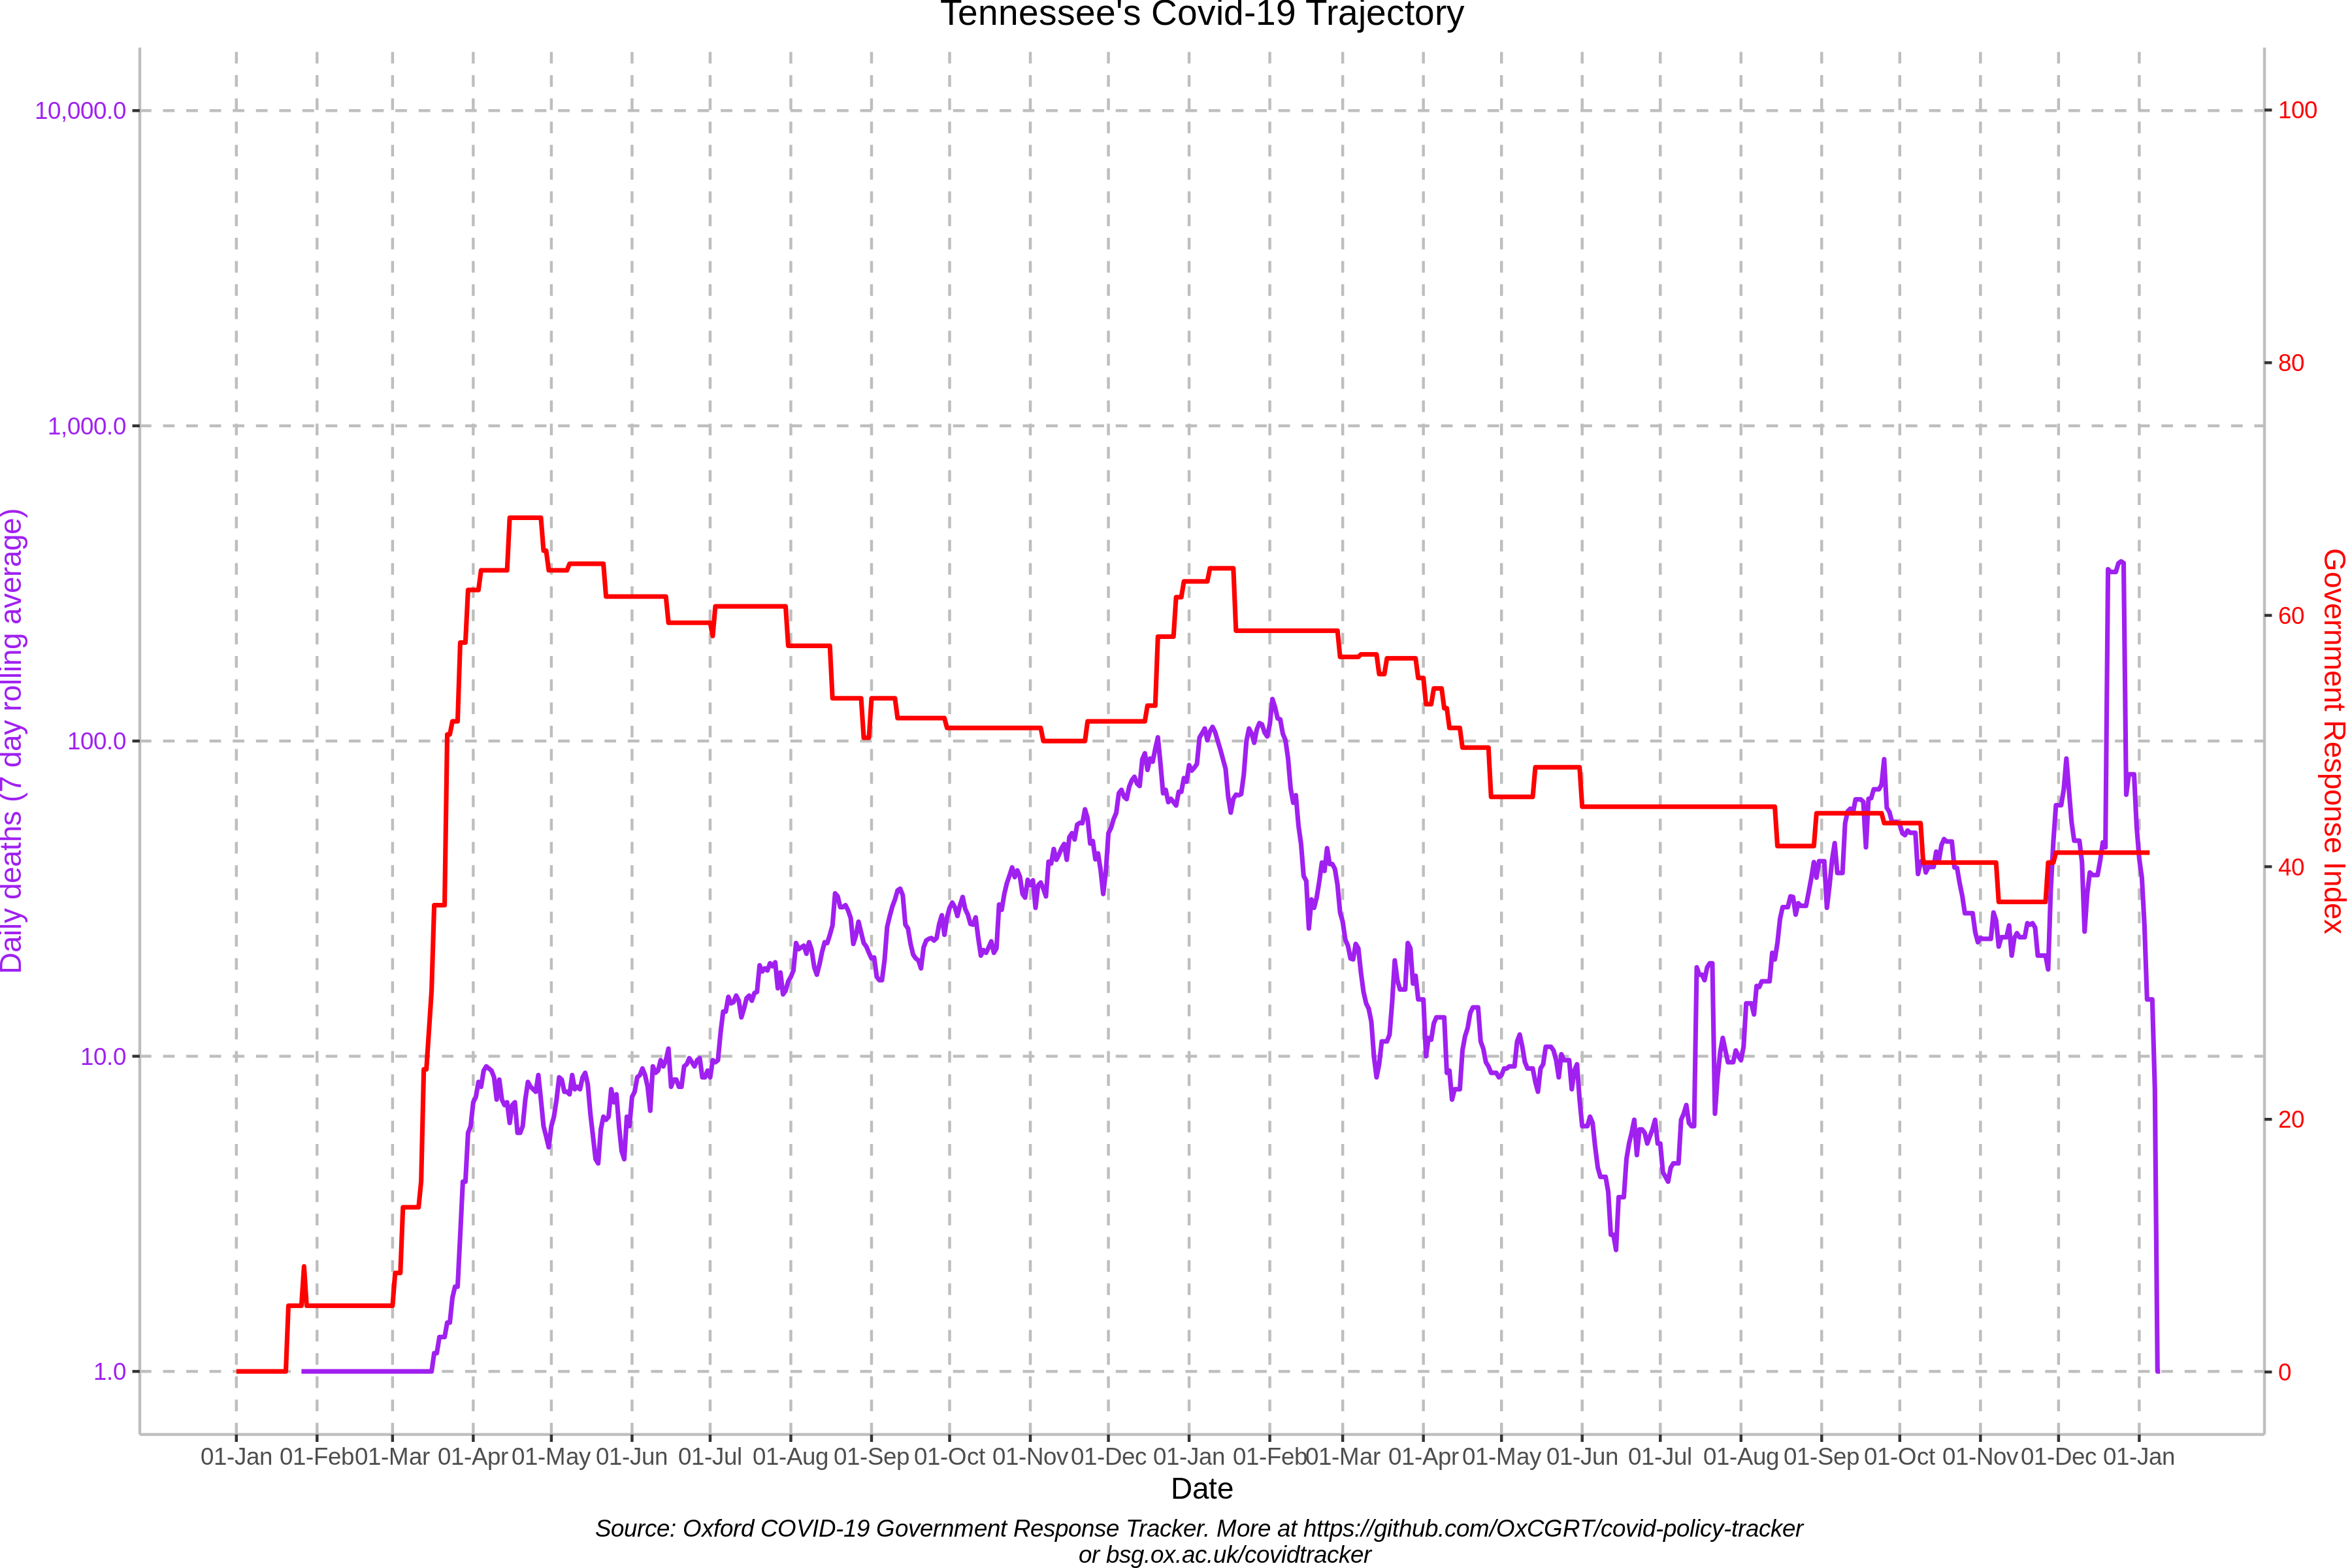 Tennessee's Covid-19 Trajectory
10,000.0
1,000.0
100.0
10.0
1.0
Daily deaths (7 day rolling average)
100
80
60
40
20
0
Government Response Index
01-Jan 01-Feb 01-Mar 01-Apr 01-May 01-Jun 01-Jul 01-Aug 01-Sep 01-Oct 01-Nov 01-Dec 01-Jan 01-Feb 01-Mar 01-Apr 01-May 01-Jun 01-Jul 01-Aug 01-Sep 01-Oct 01-Nov 01-Dec 01-Jan
Date
Source: Oxford COVID-19 Government Response Tracker. More at https://github.com/OxCGRT/covid-policy-tracker
or bsg.ox.ac.uk/covidtracker